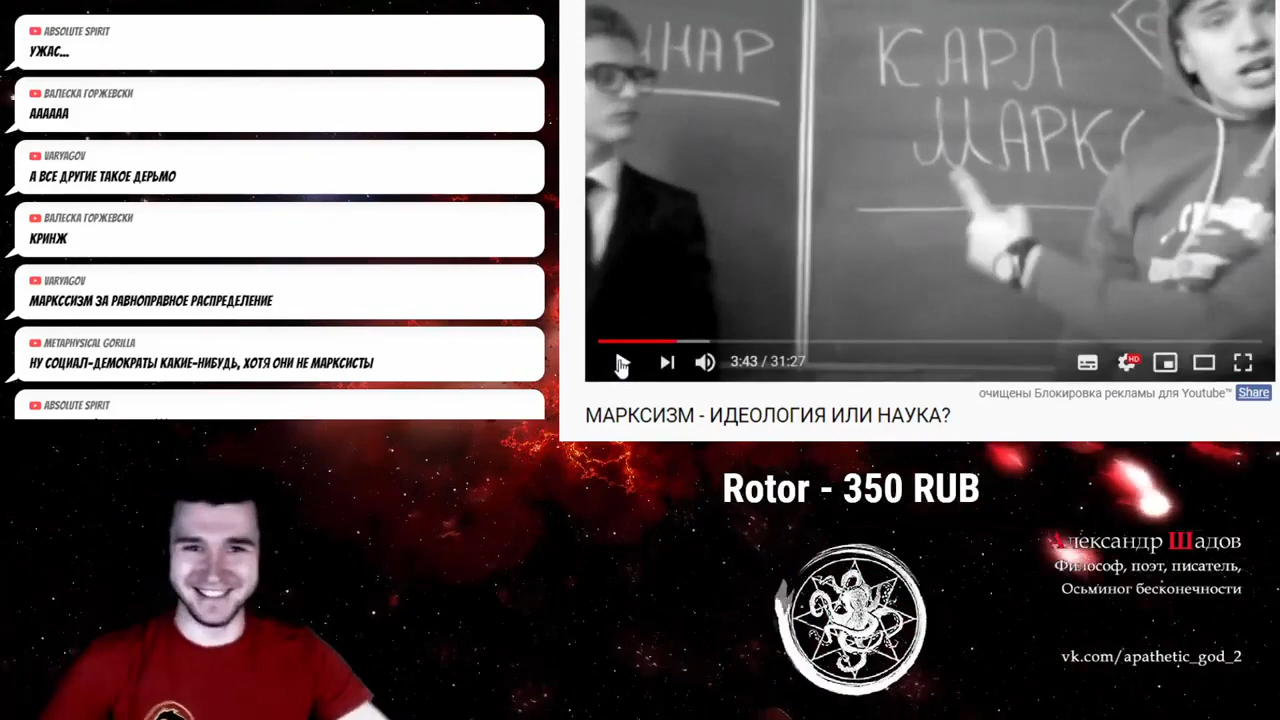 ABSOLUTE SPIRIT
УЖАС...
ВАЛЕСКА ГОРЖЕВСКИ
АААААА
VARYAGOV
А ВСЕ ДРУГИЕ ТАКОЕ ДЕРЬМО
ВАЛЕСКА ГОРЖЕВСКИ
КРИНЖ
VARYAGOV
МАРКССИЗМ ЗА РАВНОПРАВНОЕ РАСПРЕДЕЛЕНИЕ
METAPHYSICAL GORILLA
НУ СОЦИАЛ-ДЕМОКРАТЫ КАКИЕ-НИБУДЬ, ХОТЯ ОНИ НЕ МАРКСИСТЫ
ABSOLUTE SPIRIT
КАРЛ
МАРКС
3:43 / 31:27
HD
очищены Блокировка рекламы для Youtube™ Share
МАРКСИЗМ - ИДЕОЛОГИЯ ИЛИ НАУКА?
Rotor - 350 RUB
Александр Шадов
Философ, поэт, писатель,
Осьминог бесконечности
vk.com/apathetic_god_2